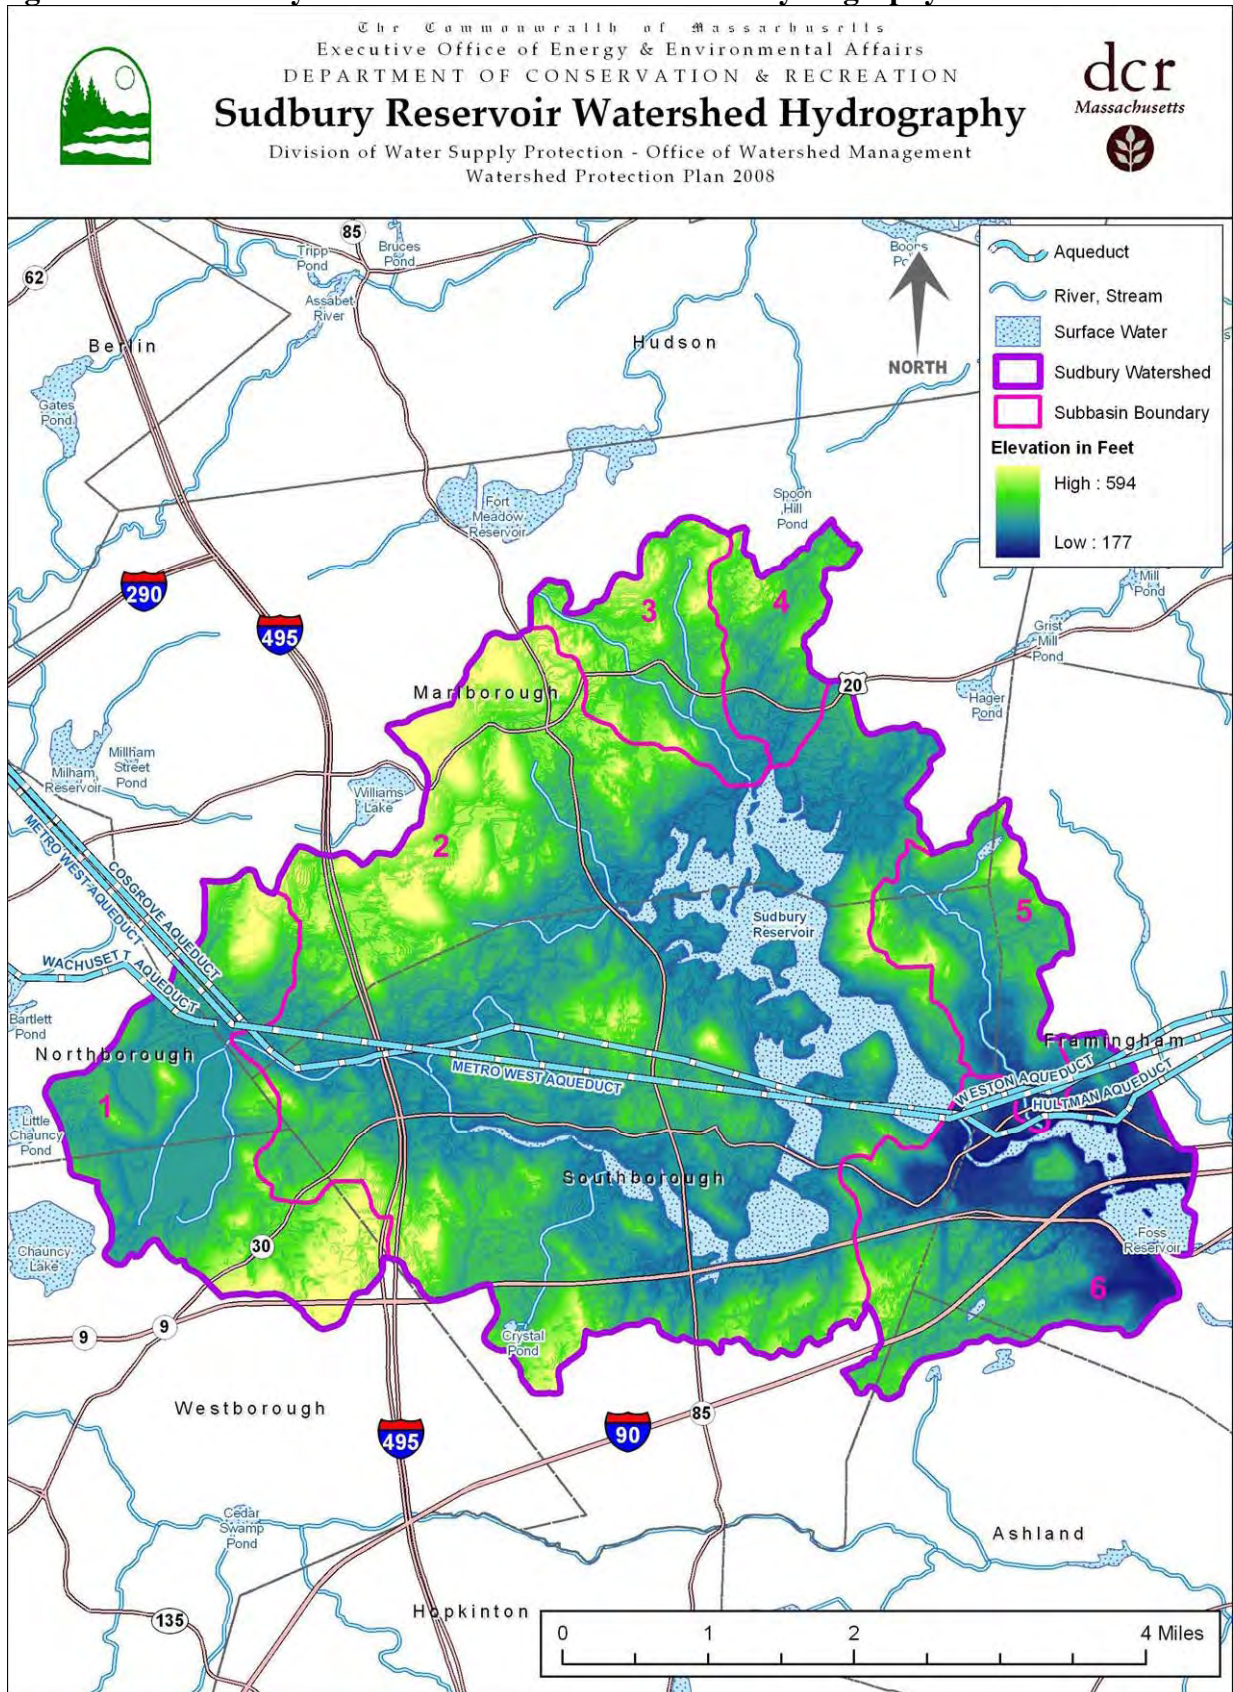 The Commonwealth of Massachusetts
Executive Office of Energy & Environmental Affairs
DEPARTMENT OF CONSERVATION & RECREATION
Sudbury Reservoir Watershed Hydrography
Division of Water Supply Protection - Office of Watershed Management
Watershed Protection Plan 2008
dcr
Massachusetts
Aqueduct
River, Stream
Surface Water
Sudbury Watershed
Subbasin Boundary
Elevation in Feet
High : 594
Low : 177
NORTH
85
62
Tripp
Pond
Bruces
Pond
Assabet
River
Berlin
Hudson
Gates
Pond
Fort
Meadow
Reservoir
Spoon
Hill
Pond
290
495
3
4
Mill
Pond
Grist
Mill
Pond
20
Hager
Pond
Marlborough
Millham
Street
Pond
Milham
Reservoir
Williams
Lake
2
COSGROVE AQUEDUCT
METRO WEST AQUEDUCT
WACHUSETT AQUEDUCT
Sudbury
Reservoir
5
Bartlett
Pond
Northborough
Framingham
METRO WEST AQUEDUCT
WESTON AQUEDUCT
HULTMAN AQUEDUCT
1
Little
Chauncy
Pond
Southborough
Chauncy
Lake
30
Foss
Reservoir
6
9
9
Crystal
Pond
Westborough
495
90
85
Cedar
Swamp
Pond
Ashland
Hopkinton
135
0 1 2 4 Miles